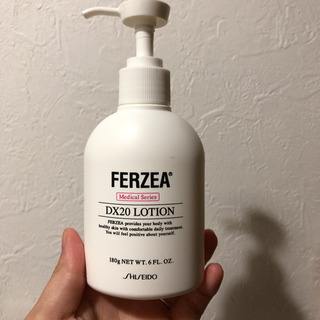 FERZEA®
Medical Series
DX20 LOTION
FERZEA provides your body with
healthy skin with comfortable daily treatment.
You will feel positive about yourself.
180g WT. 6 FL. OZ.
SHISEIDO